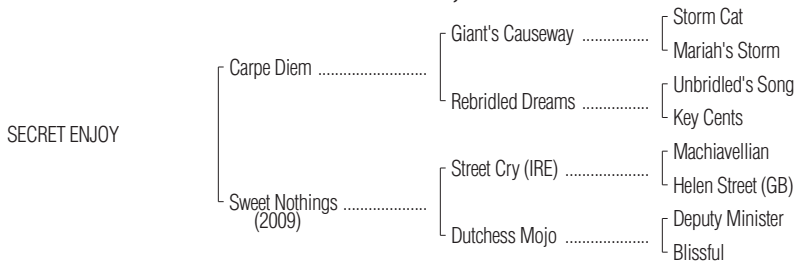 Storm Cat
Giant's Causeway ................
Mariah's Storm
Carpe Diem ..........................
Unbridled's Song
Rebridled Dreams ................
Key Cents
SECRET ENJOY
Machiavellian
Street Cry (IRE) ....................
Helen Street (GB)
Sweet Nothings ....................
(2009)
Deputy Minister
Dutchess Mojo ....................
Blissful